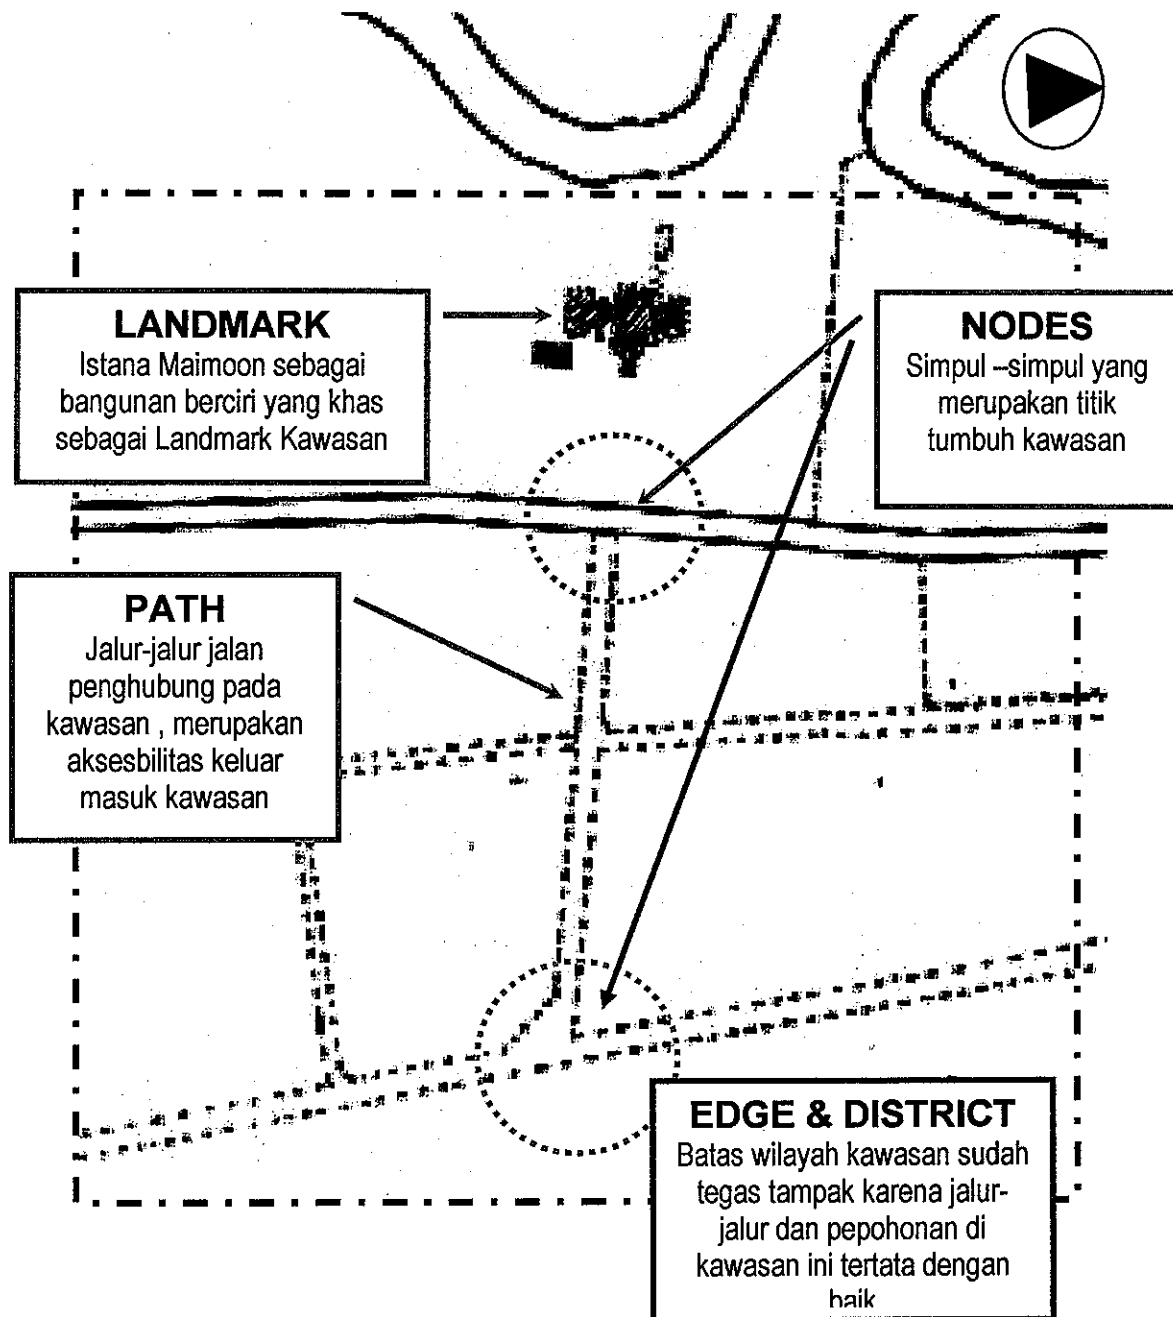 LANDMARK
Istana Maimoon sebagai
bangunan berciri yang khas
sebagai Landmark Kawasan
NODES
Simpul –simpul yang
merupakan titik
tumbuh kawasan
PATH
Jalur-jalur jalan
penghubung pada
kawasan , merupakan
aksesbilitas keluar
masuk kawasan
EDGE & DISTRICT
Batas wilayah kawasan sudah
tegas tampak karena jalur-
jalur dan pepohonan di
kawasan ini tertata dengan
baik